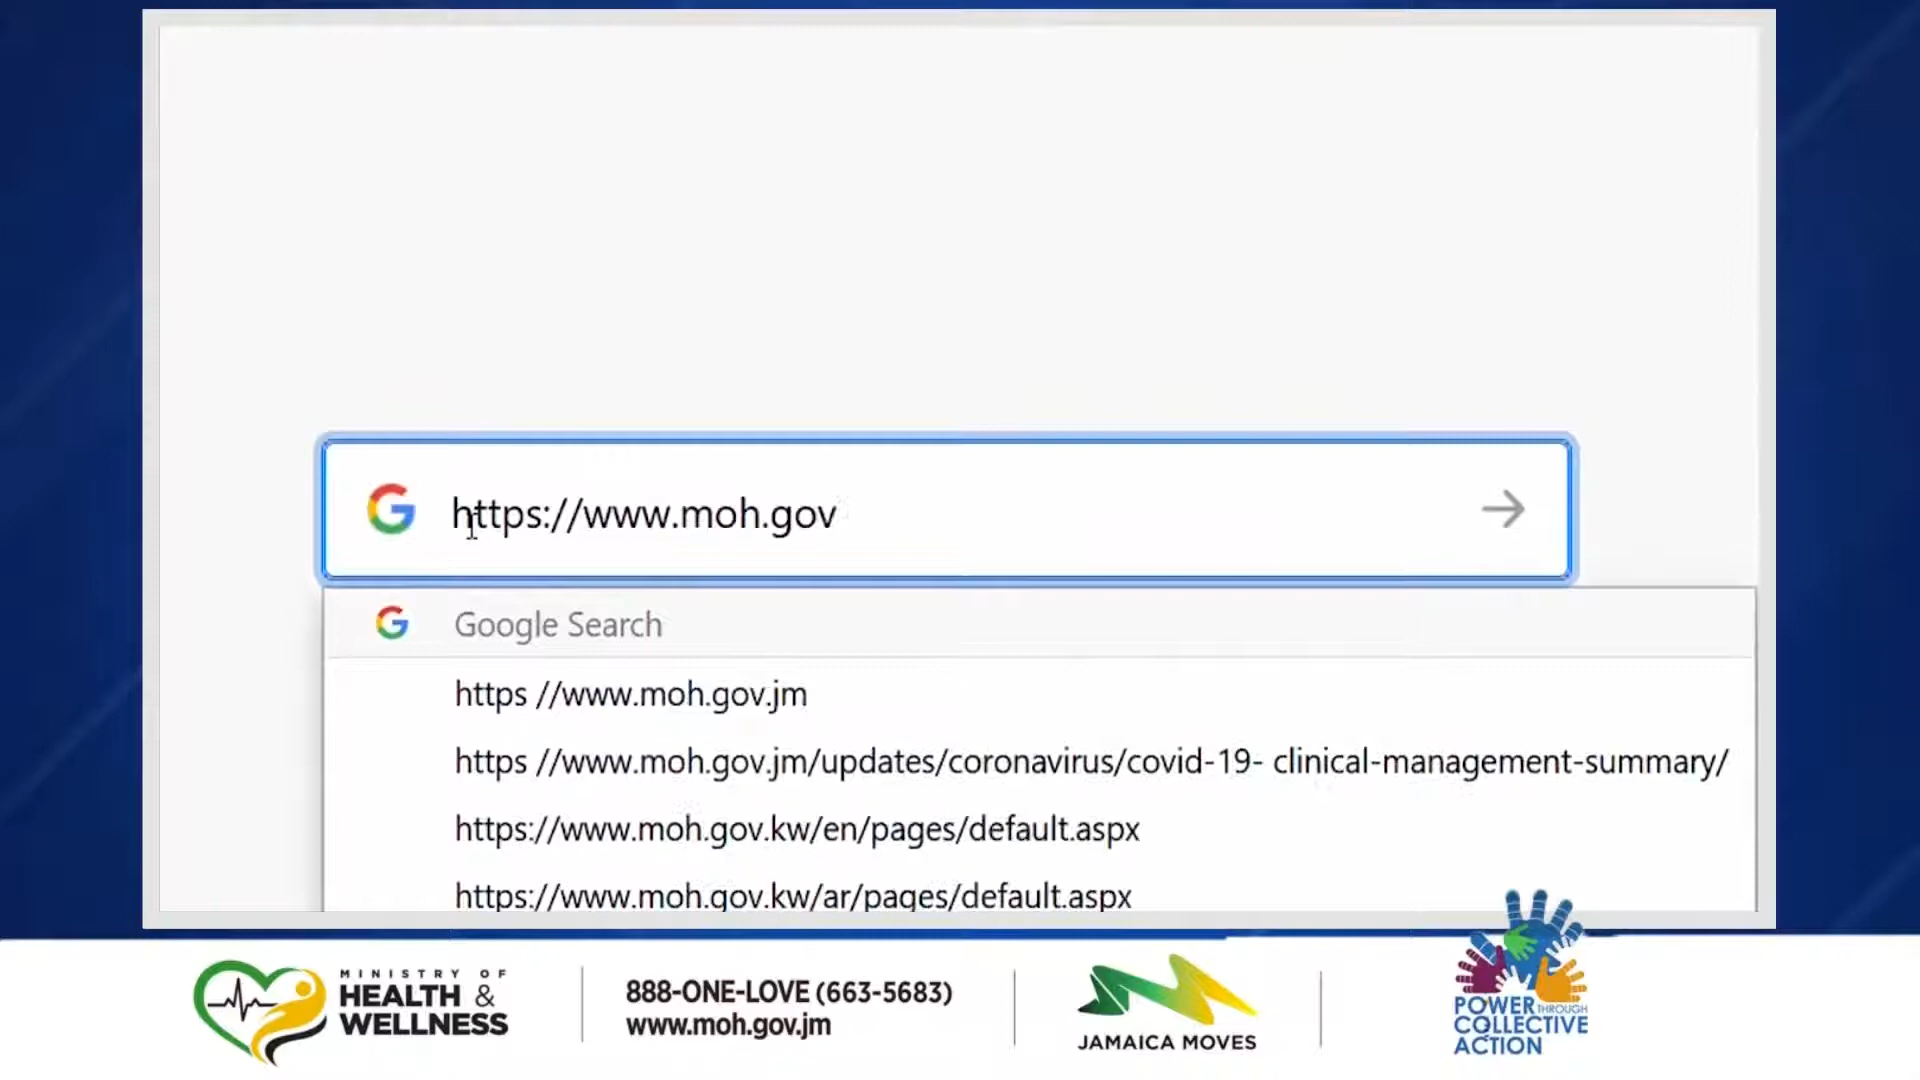 https://www.moh.gov
Google Search
https //www.moh.gov.jm
https //www.moh.gov.jm/updates/coronavirus/covid-19- clinical-management-summary/
https://www.moh.gov.kw/en/pages/default.aspx
https://www.moh.gov.kw/ar/pages/default.aspx
MINISTRY OF
HEALTH &
WELLNESS
888-ONE-LOVE (663-5683)
www.moh.gov.jm
JAMAICA MOVES
POWER THROUGH
COLLECTIVE
ACTION